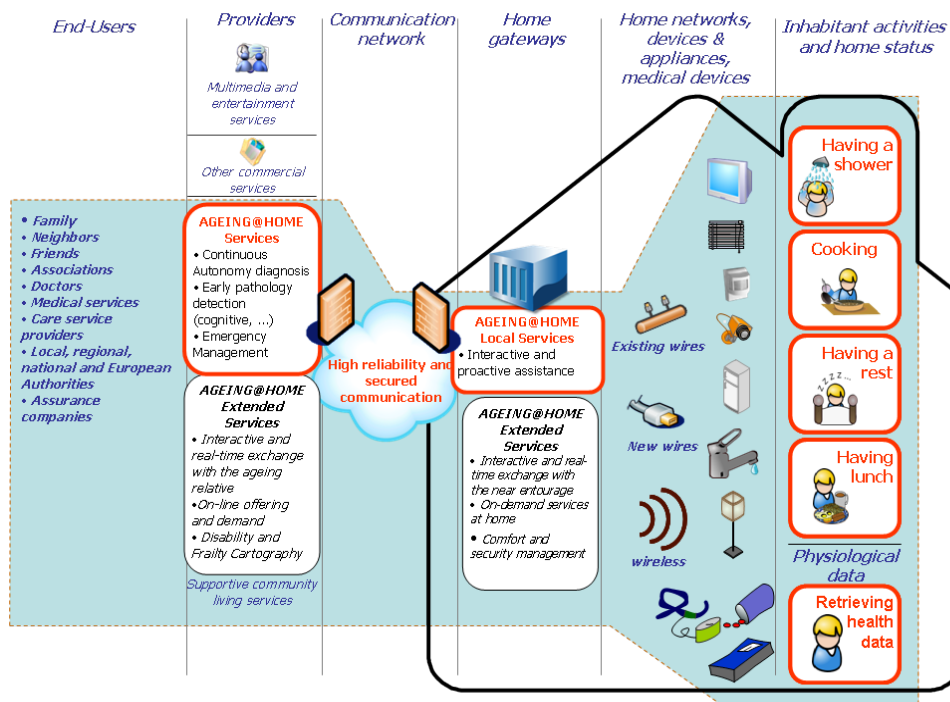 End-Users
Providers
Communication
network
Home
gateways
Home networks,
devices &
appliances,
medical devices
Inhabitant activities
and home status
• Family
• Neighbors
• Friends
• Associations
• Doctors
• Medical services
• Care service
providers
• Local, regional,
national and European
Authorities
• Assurance
companies
Multimedia and
entertainment
services
Other commercial
services
AGEING@HOME
Services
• Continuous
Autonomy diagnosis
• Early pathology
detection
(cognitive, ...)
• Emergency
Management
AGEING@HOME
Extended
Services
• Interactive and
real-time exchange
with the ageing
relative
•On-line offering
and demand
• Disability and
Frailty Cartography
Supportive community
living services
High reliability and
secured
communication
AGEING@HOME
Local Services
• Interactive and
proactive assistance
AGEING@HOME
Extended
Services
• Interactive and real-
time exchange with
the near entourage
• On-demand services
at home
• Comfort and
security management
Existing wires
New wires
wireless
Having a
shower
Cooking
Having a
rest
zzzz...
Having
lunch
Physiological
data
Retrieving
health
data